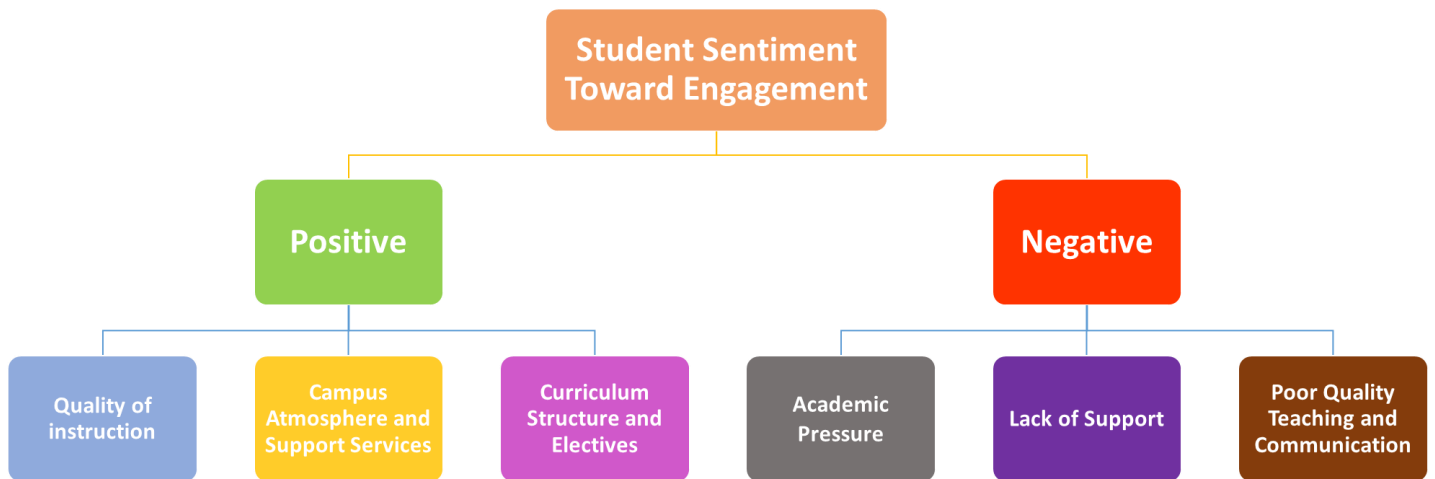 Student Sentiment
Toward Engagement
Positive
Negative
Quality of
instruction
Campus
Atmosphere and
Support Services
Curriculum
Structure and
Electives
Academic
Pressure
Lack of Support
Poor Quality
Teaching and
Communication